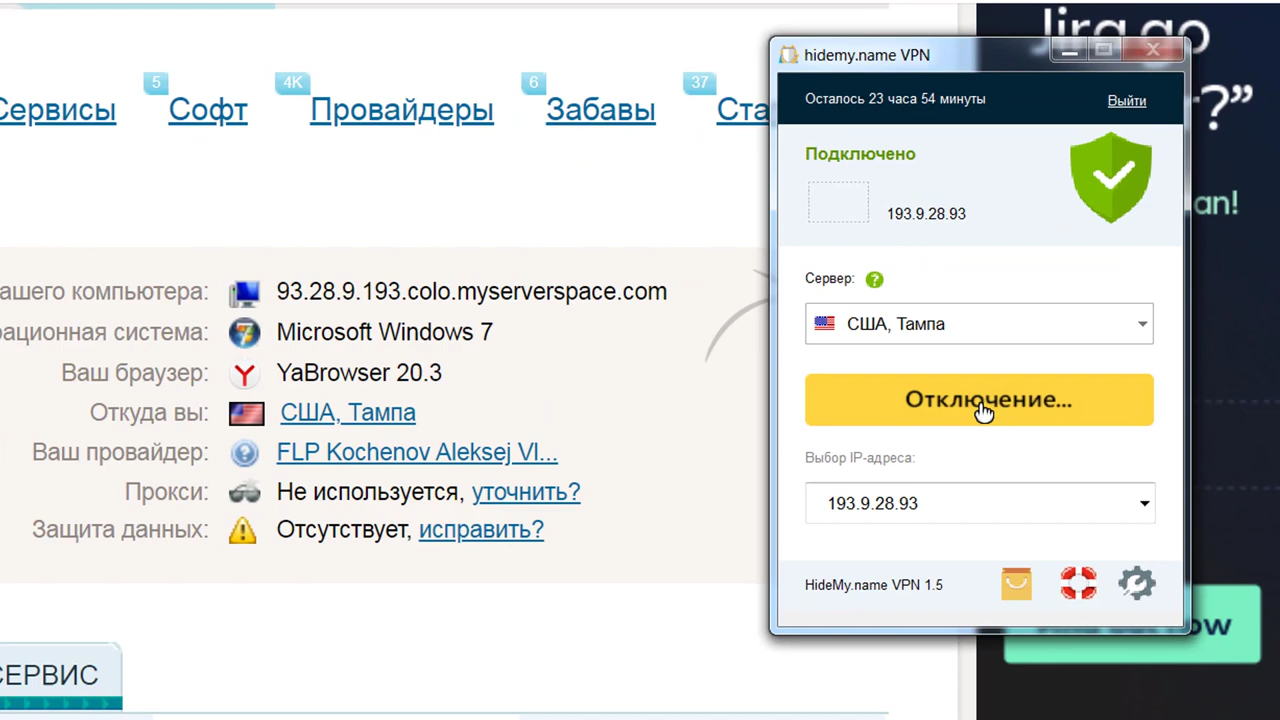 Jira go
hidemy.name VPN
5
4K
6
37
Сервисы
Софт
Провайдеры
Забавы
Ста
?”
Осталось 23 часа 54 минуты
Выйти
Подключено
193.9.28.93
an!
Сервер:
ашего компьютера:
93.28.9.193.colo.myserverspace.com
рационная система:
Microsoft Windows 7
США, Тампа
Ваш браузер:
YaBrowser 20.3
Откуда вы:
США, Тампа
Отключение...
Ваш провайдер:
FLP Kochenov Aleksej VI...
Выбор IP-адреса:
Прокси:
Не используется, уточнить?
193.9.28.93
Защита данных:
Отсутствует, исправить?
HideMy.name VPN 1.5
СЕРВИС